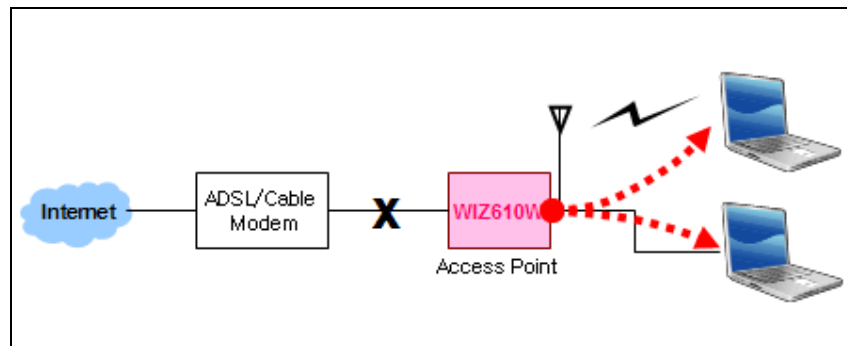 Internet
ADSL/Cable
Modem
X
WIZ610W
Access Point